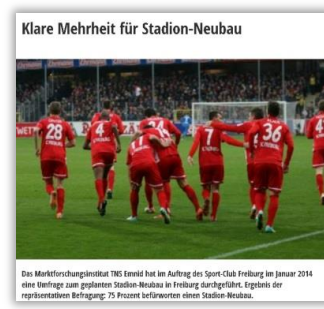 Klare Mehrheit für Stadion-Neubau
28
4
7
36
Das Marktforschungsinstitut TNS Emnid hat im Auftrag des Sport-Club Freiburg im Januar 2014
eine Umfrage zum geplanten Stadion-Neubau in Freiburg durchgeführt. Ergebnis der
repräsentativen Befragung: 75 Prozent befürworten einen Stadion-Neubau.